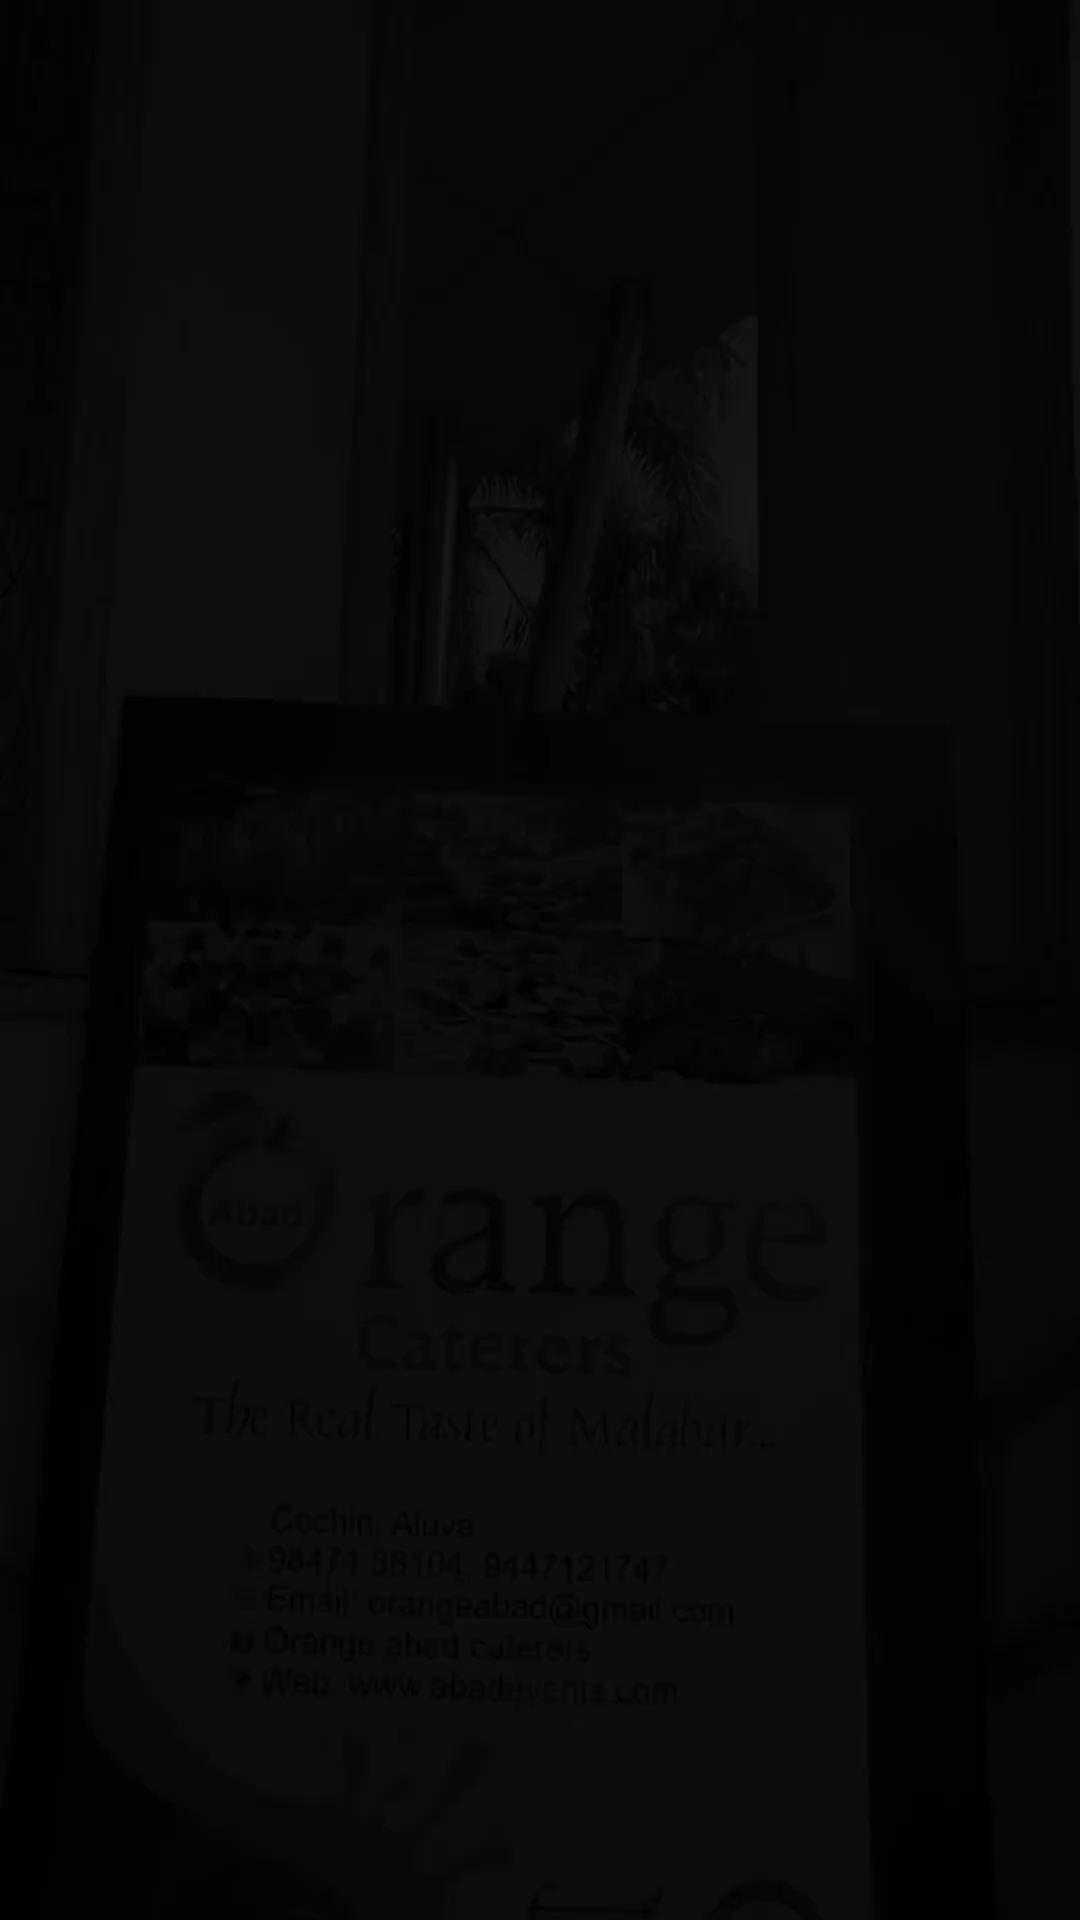 Abad
Orange
Caterers
The Real Taste of Malabar...
Cochin, Aluva
98471 38104, 9447121747
Email: orangeabad@gmail.com
Orange abad caterers
Web: www.abadevents.com